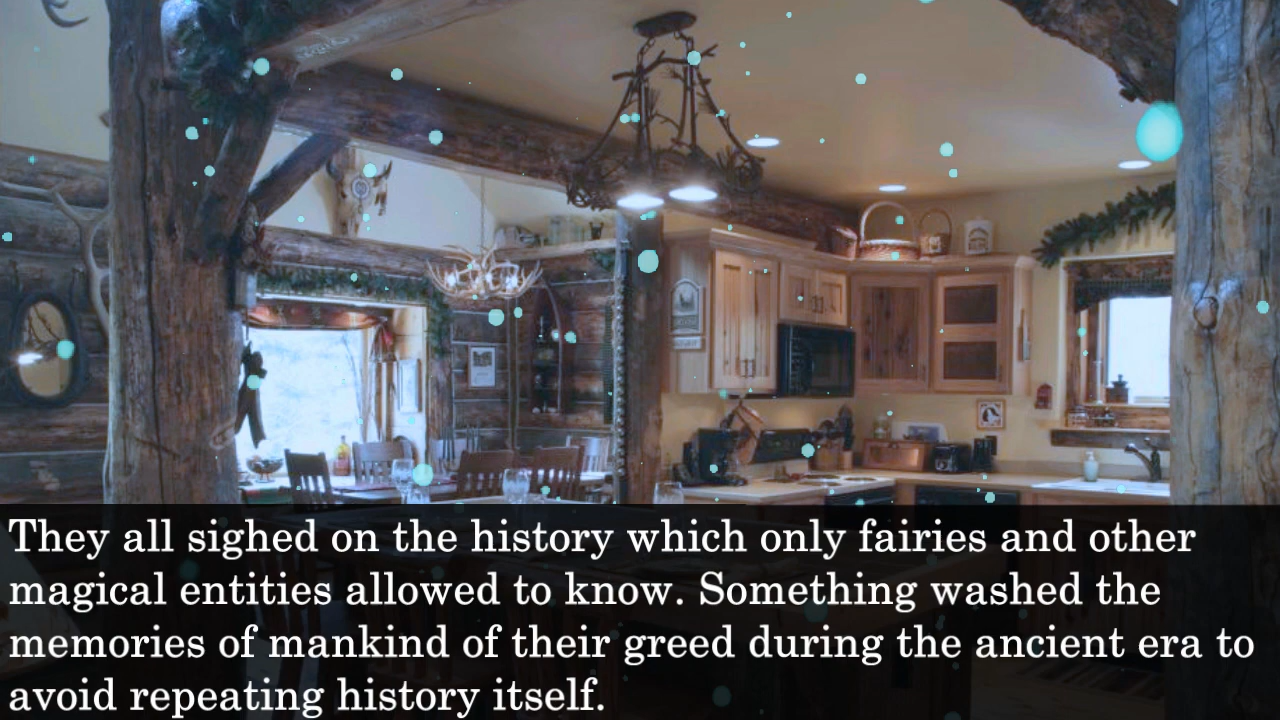 They all sighed on the history which only fairies and other
magical entities allowed to know. Something washed the
memories of mankind of their greed during the ancient era to
avoid repeating history itself.